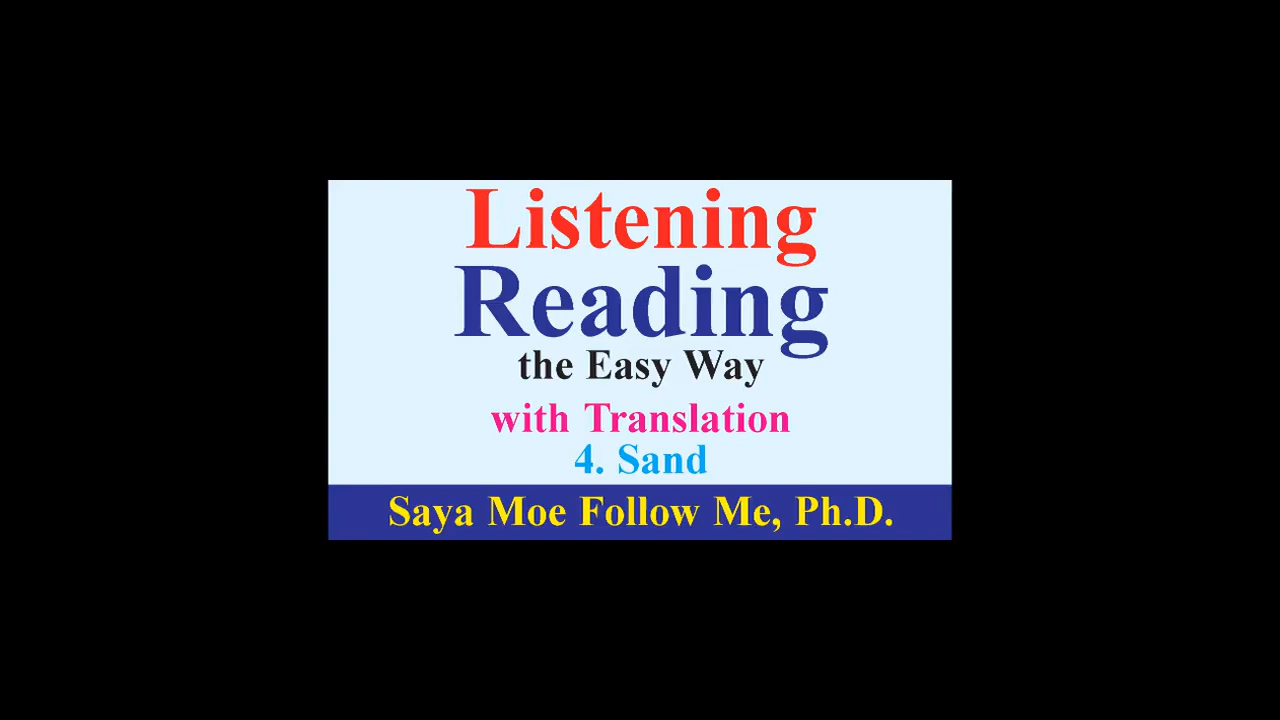 Listening
Reading
the Easy Way
with Translation
4. Sand
Saya Moe Follow Me, Ph.D.